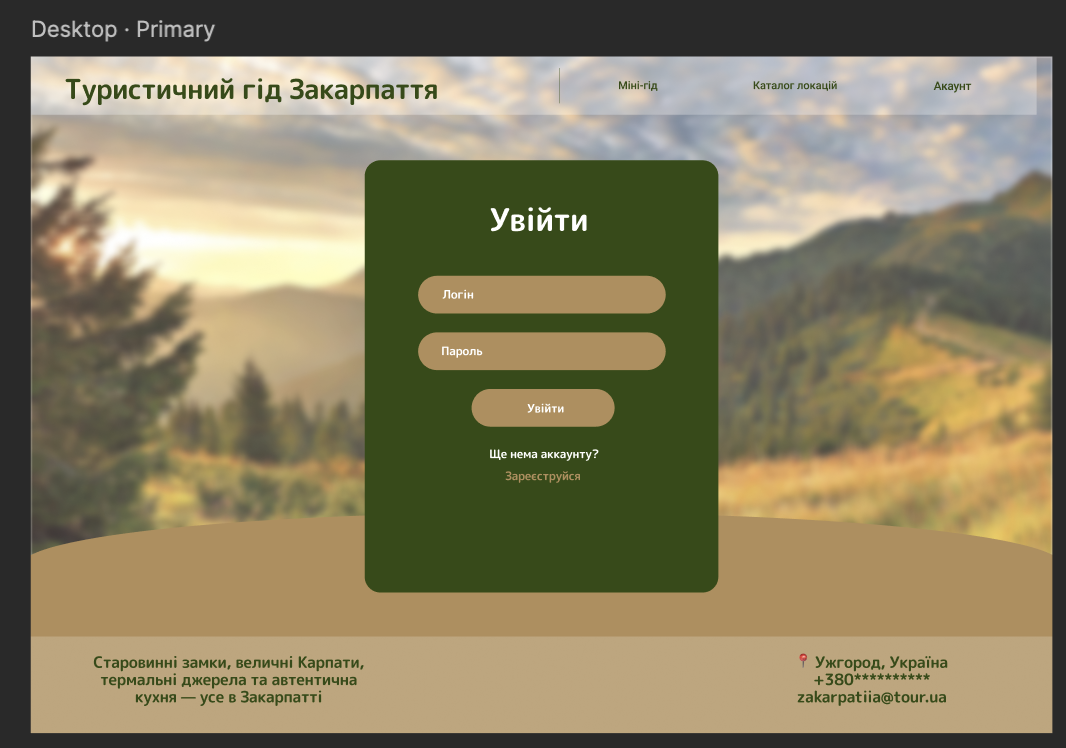 Desktop · Primary
Туристичний гід Закарпаття
Міні-гід
Каталог локацій
Акаунт
Увійти
Логін
Пароль
Увійти
Ще нема аккаунту?
Зареєструйся
Старовинні замки, величні Карпати,
термальні джерела та автентична
кухня — усе в Закарпатті
📍 Ужгород, Україна
+380**********
zakarpatiia@tour.ua